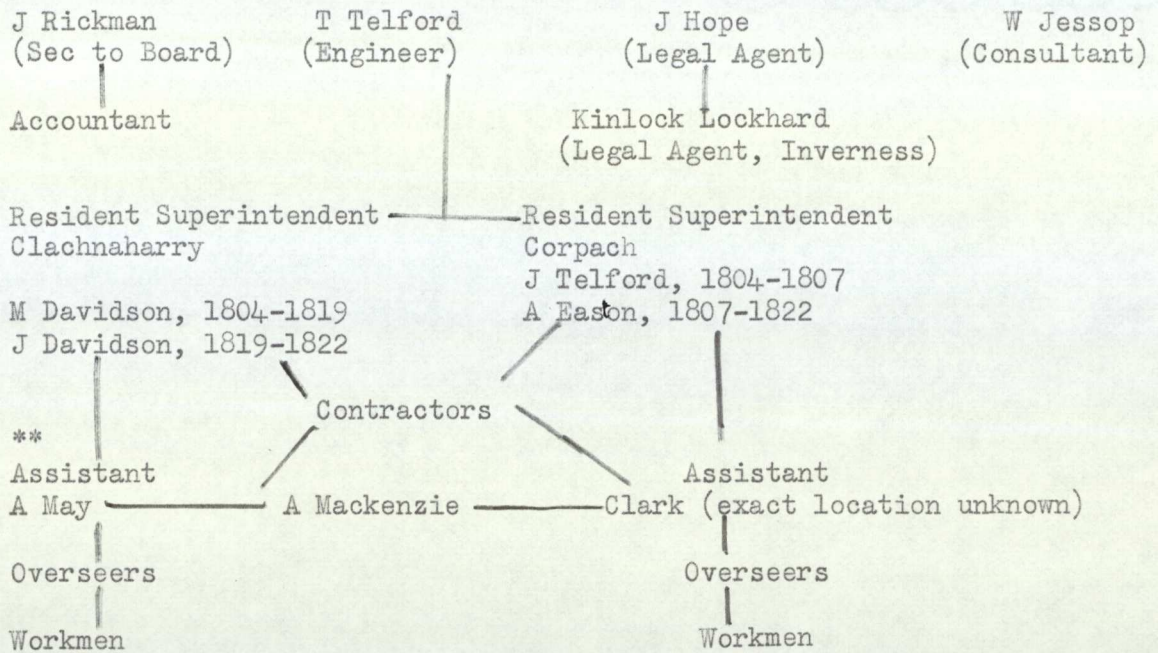 J Rickman
(Sec to Board)
T Telford
(Engineer)
J Hope
(Legal Agent)
W Jessop
(Consultant)
Accountant
Kinlock Lockhard
(Legal Agent, Inverness)
Resident Superintendent
Clachnaharry
M Davidson, 1804-1819
J Davidson, 1819-1822
Resident Superintendent
Corpach
J Telford, 1804-1807
A Easton, 1807-1822
Contractors
**
Assistant
A May
A Mackenzie
Assistant
Clark (exact location unknown)
Overseers
Overseers
Workmen
Workmen